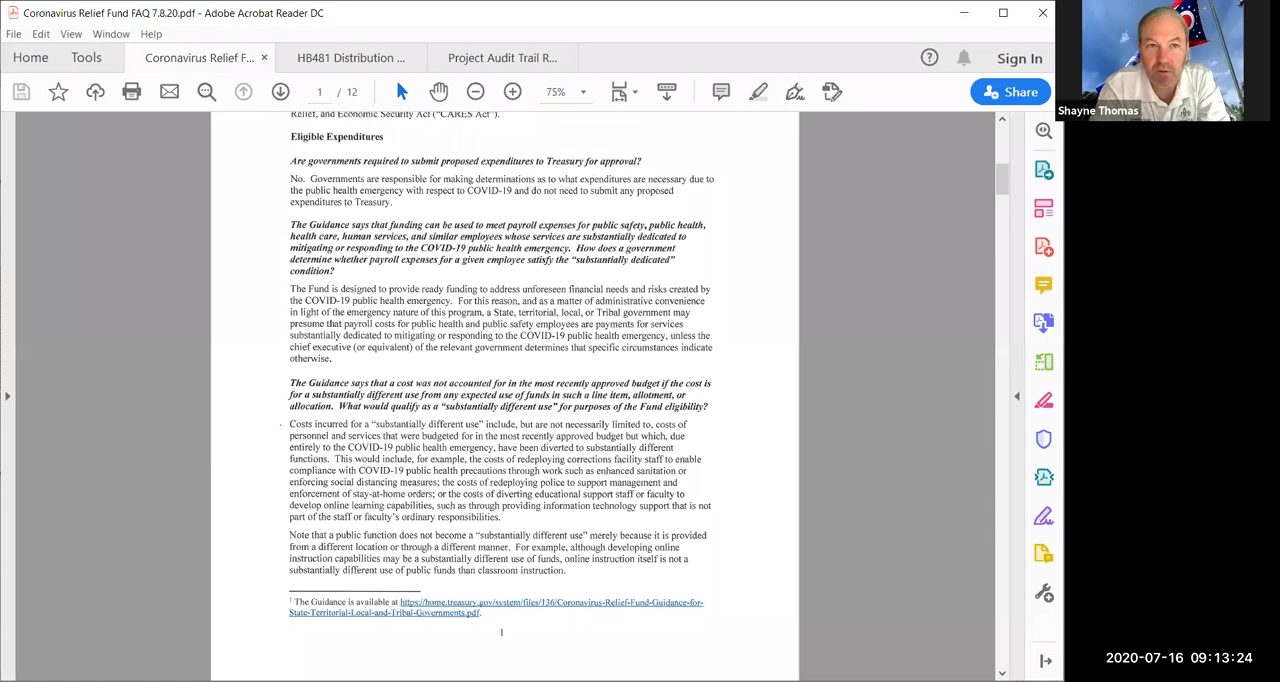 Coronavirus Relief Fund FAQ 7.8.20.pdf - Adobe Acrobat Reader DC
File Edit View Window Help
Home Tools Coronavirus Relief F... × HB481 Distribution ... Project Audit Trail R... Sign In
1 / 12 75% Share
Shayne Thomas
Relief, and Economic Security Act (“CARES Act”).
Eligible Expenditures
Are governments required to submit proposed expenditures to Treasury for approval?
No. Governments are responsible for making determinations as to what expenditures are necessary due to
the public health emergency with respect to COVID-19 and do not need to submit any proposed
expenditures to Treasury.
The Guidance says that funding can be used to meet payroll expenses for public safety, public health,
health care, human services, and similar employees whose services are substantially dedicated to
mitigating or responding to the COVID-19 public health emergency. How does a government
determine whether payroll expenses for a given employee satisfy the “substantially dedicated”
condition?
The Fund is designed to provide ready funding to address unforeseen financial needs and risks created by
the COVID-19 public health emergency. For this reason, and as a matter of administrative convenience
in light of the emergency nature of this program, a State, territorial, local, or Tribal government may
presume that payroll costs for public health and public safety employees are payments for services
substantially dedicated to mitigating or responding to the COVID-19 public health emergency, unless the
chief executive (or equivalent) of the relevant government determines that specific circumstances indicate
otherwise.
The Guidance says that a cost was not accounted for in the most recently approved budget if the cost is
for a substantially different use from any expected use of funds in such a line item, allotment, or
allocation. What would qualify as a “substantially different use” for purposes of the Fund eligibility?
Costs incurred for a “substantially different use” include, but are not necessarily limited to, costs of
personnel and services that were budgeted for in the most recently approved budget but which, due
entirely to the COVID-19 public health emergency, have been diverted to substantially different
functions. This would include, for example, the costs of redeploying corrections facility staff to enable
compliance with COVID-19 public health precautions through work such as enhanced sanitation or
enforcing social distancing measures; the costs of redeploying police to support management and
enforcement of stay-at-home orders; or the costs of diverting educational support staff or faculty to
develop online learning capabilities, such as through providing information technology support that is not
part of the staff or faculty’s ordinary responsibilities.
Note that a public function does not become a “substantially different use” merely because it is provided
from a different location or through a different manner. For example, although developing online
instruction capabilities may be a substantially different use of funds, online instruction itself is not a
substantially different use of public funds than classroom instruction.
1 The Guidance is available at https://home.treasury.gov/system/files/136/Coronavirus-Relief-Fund-Guidance-for-
State-Territorial-Local-and-Tribal-Governments.pdf.
1
2020-07-16 09:13:24